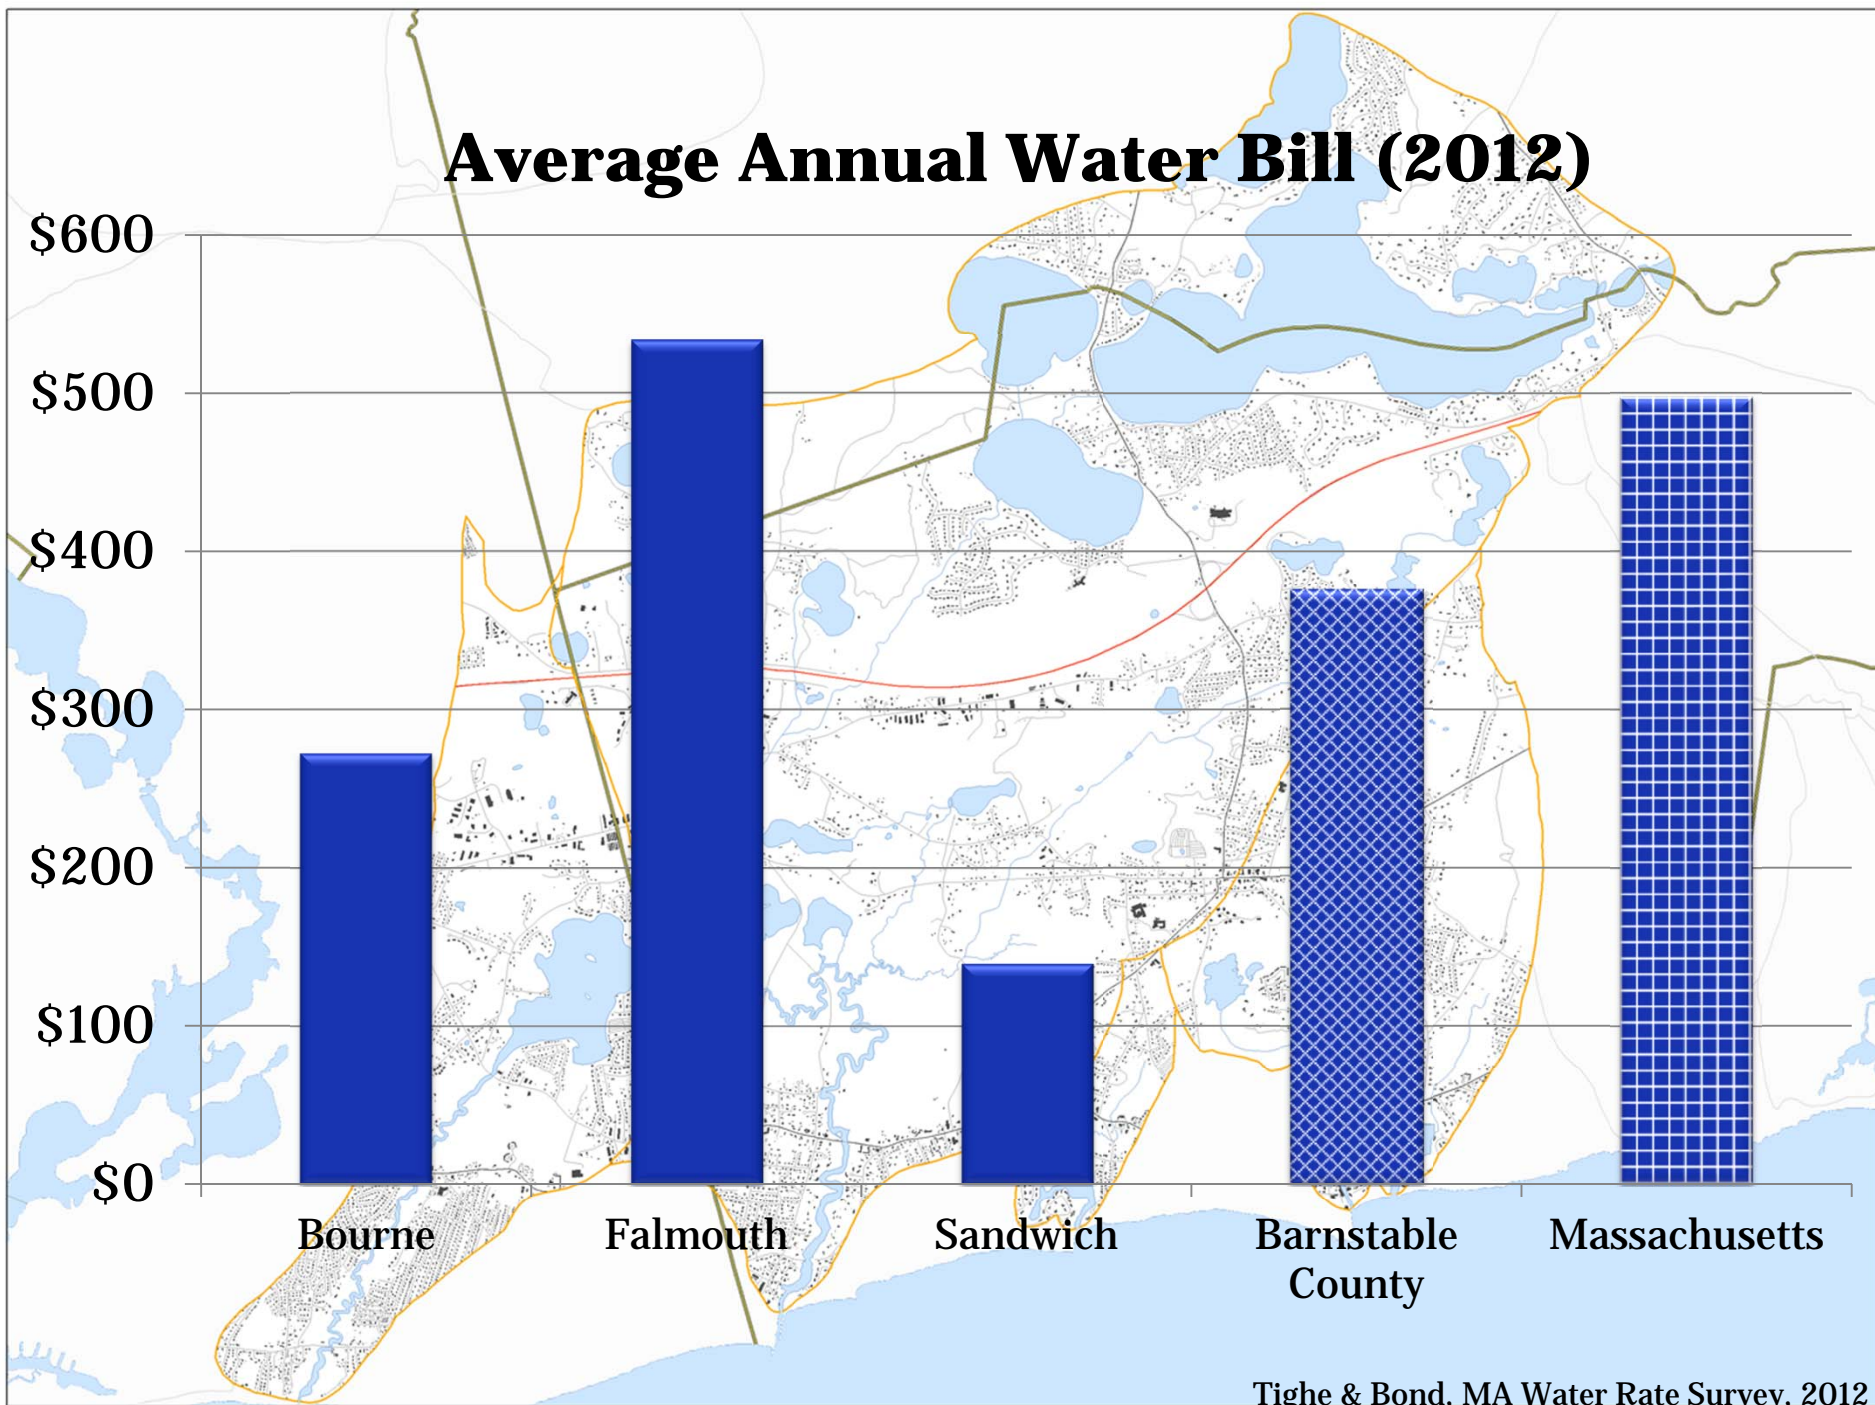 Average Annual Water Bill (2012)
$600
$500
$400
$300
$200
$100
$0
Bourne
Falmouth
Sandwich
Barnstable
County
Massachusetts
Tighe & Bond, MA Water Rate Survey, 2012